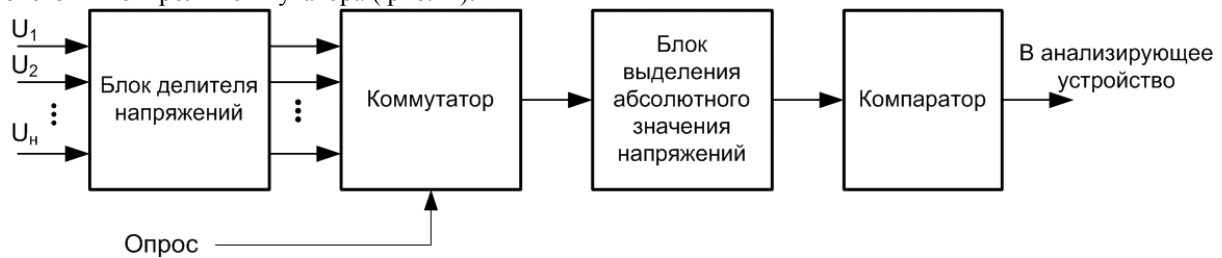 U₁
U₂
Uн
Блок делителя
напряжений
Коммутатор
Блок
выделения
абсолютного
значения
напряжений
Компаратор
В анализирующее
устройство
Опрос